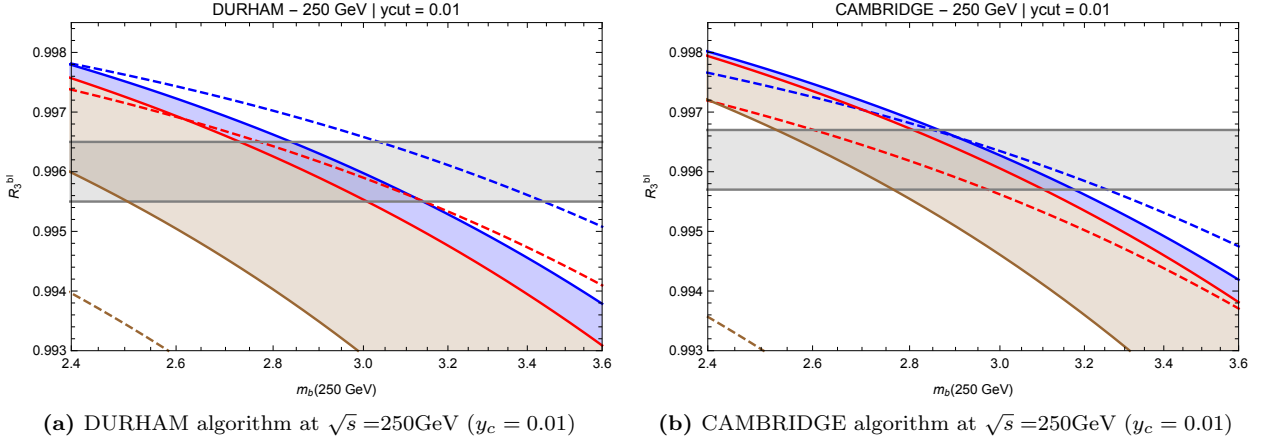 DURHAM − 250 GeV | ycut = 0.01
0.998
0.997
0.996
0.995
0.994
0.993
R₃ᵇˡ
2.4 2.6 2.8 3.0 3.2 3.4 3.6
m_b(250 GeV)
(a) DURHAM algorithm at √s =250GeV (y_c = 0.01)
CAMBRIDGE − 250 GeV | ycut = 0.01
0.998
0.997
0.996
0.995
0.994
0.993
R₃ᵇˡ
2.4 2.6 2.8 3.0 3.2 3.4 3.6
m_b(250 GeV)
(b) CAMBRIDGE algorithm at √s =250GeV (y_c = 0.01)